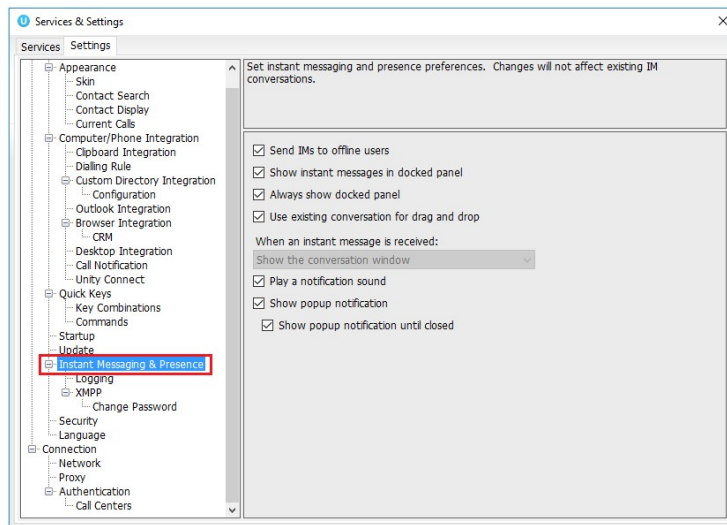 Services & Settings
Services Settings
Appearance
Skin
Contact Search
Contact Display
Current Calls
Computer/Phone Integration
Clipboard Integration
Dialling Rule
Custom Directory Integration
Configuration
Outlook Integration
Browser Integration
CRM
Desktop Integration
Call Notification
Unity Connect
Quick Keys
Key Combinations
Commands
Startup
Update
Instant Messaging & Presence
Logging
XMPP
Change Password
Security
Language
Connection
Network
Proxy
Authentication
Call Centers
Set instant messaging and presence preferences. Changes will not affect existing IM
conversations.
Send IMs to offline users
Show instant messages in docked panel
Always show docked panel
Use existing conversation for drag and drop
When an instant message is received:
Show the conversation window
Play a notification sound
Show popup notification
Show popup notification until closed